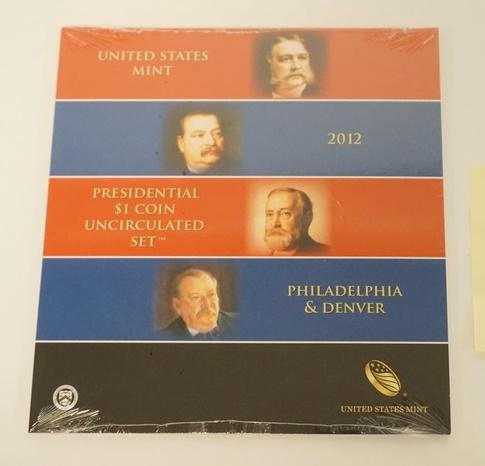 UNITED STATES
MINT
2012
PRESIDENTIAL
$1 COIN
UNCIRCULATED
SET™
PHILADELPHIA
& DENVER
UNITED STATES MINT